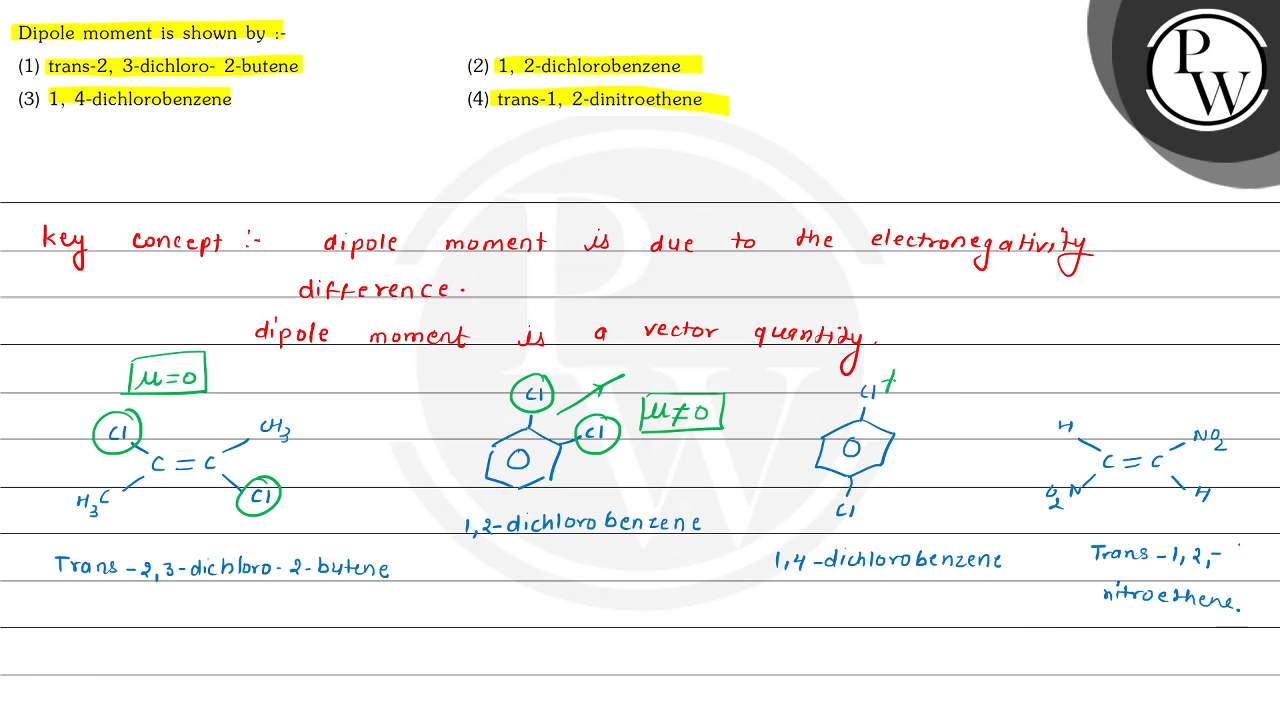 Dipole moment is shown by :-
(1) trans-2, 3-dichloro- 2-butene (2) 1, 2-dichlorobenzene
(3) 1, 4-dichlorobenzene (4) trans-1, 2-dinitroethene
P
W
key concept :- dipole moment is due to the electronegativity
difference.
dipole moment is a vector quantity.
μ=0
Cl CH3
C=C
H3C Cl
Cl
Cl
μ≠0
1,2-dichlorobenzene
Cl
Cl
H NO2
C=C
O2N H
Trans-2,3-dichloro-2-butene
1,4-dichlorobenzene
Trans-1,2,-
nitroethene.